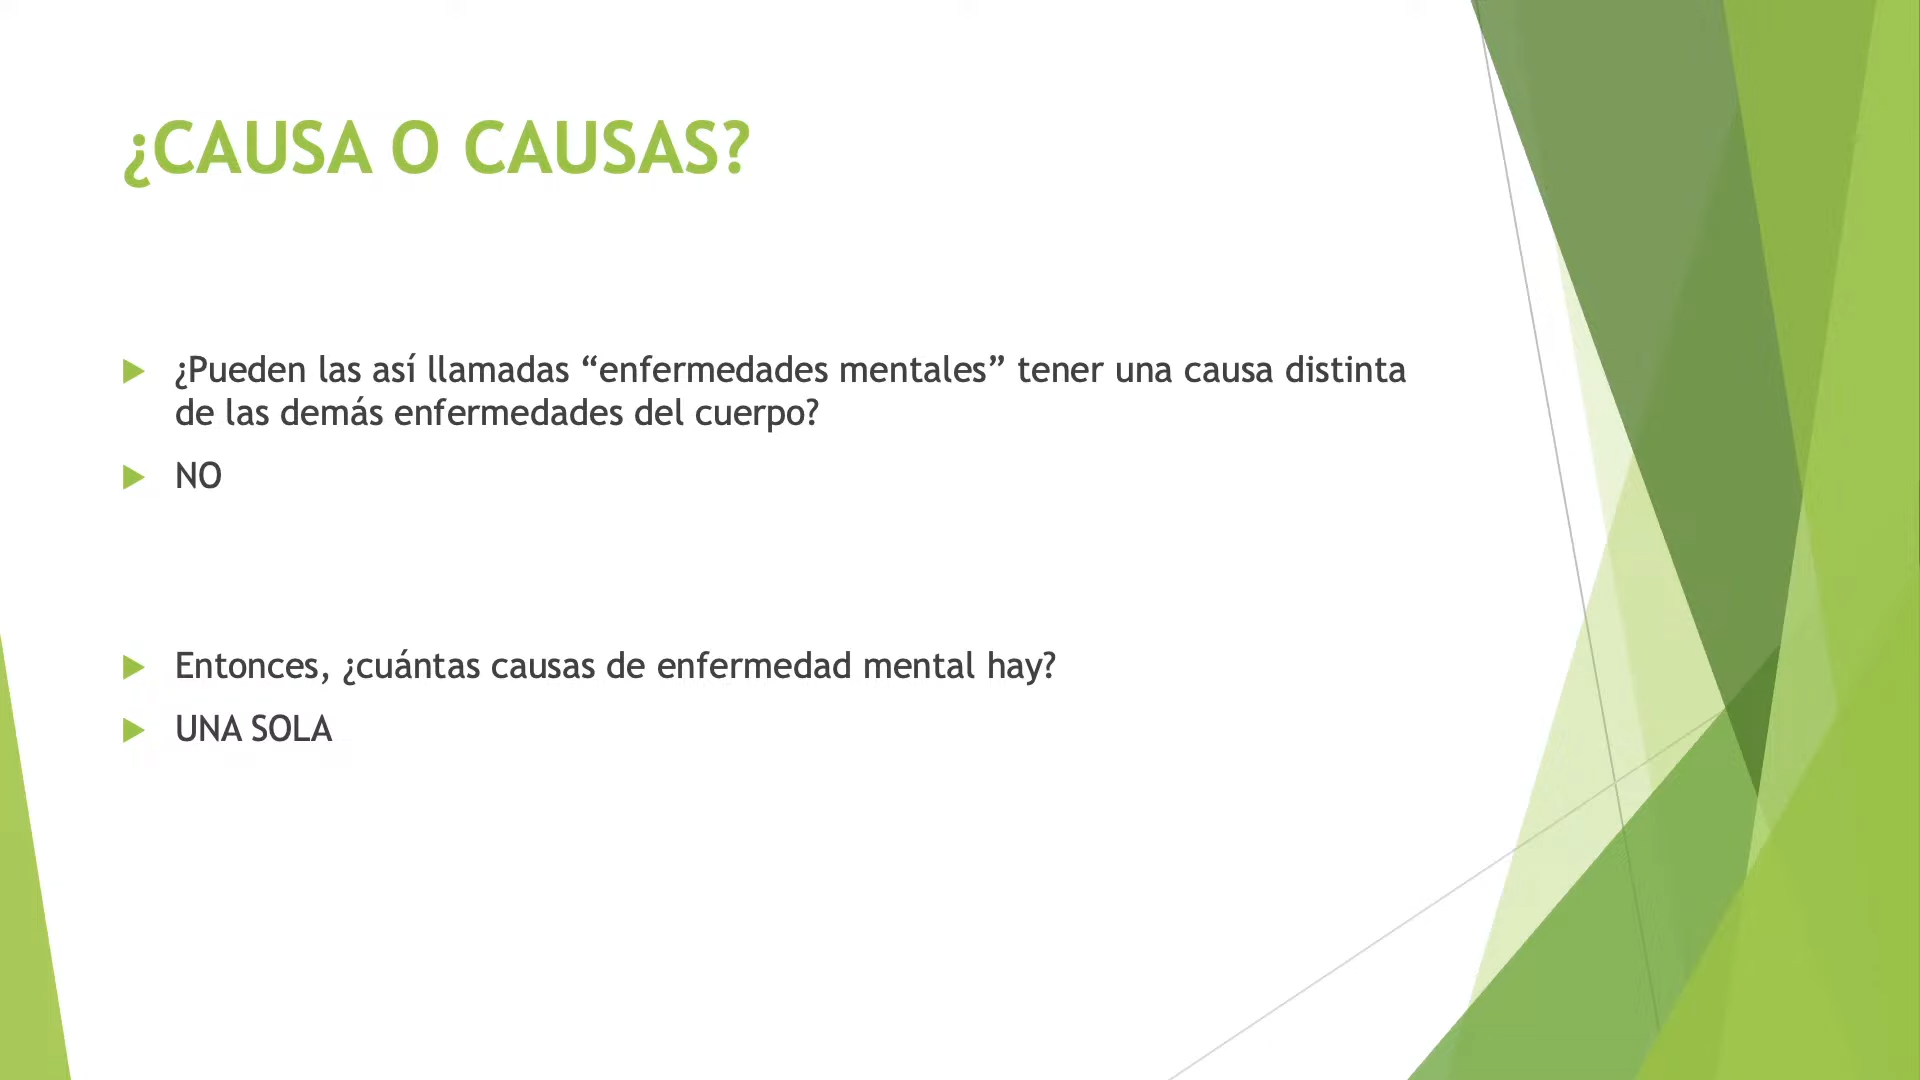 ¿CAUSA O CAUSAS?
¿Pueden las así llamadas “enfermedades mentales” tener una causa distinta
de las demás enfermedades del cuerpo?
NO
Entonces, ¿cuántas causas de enfermedad mental hay?
UNA SOLA